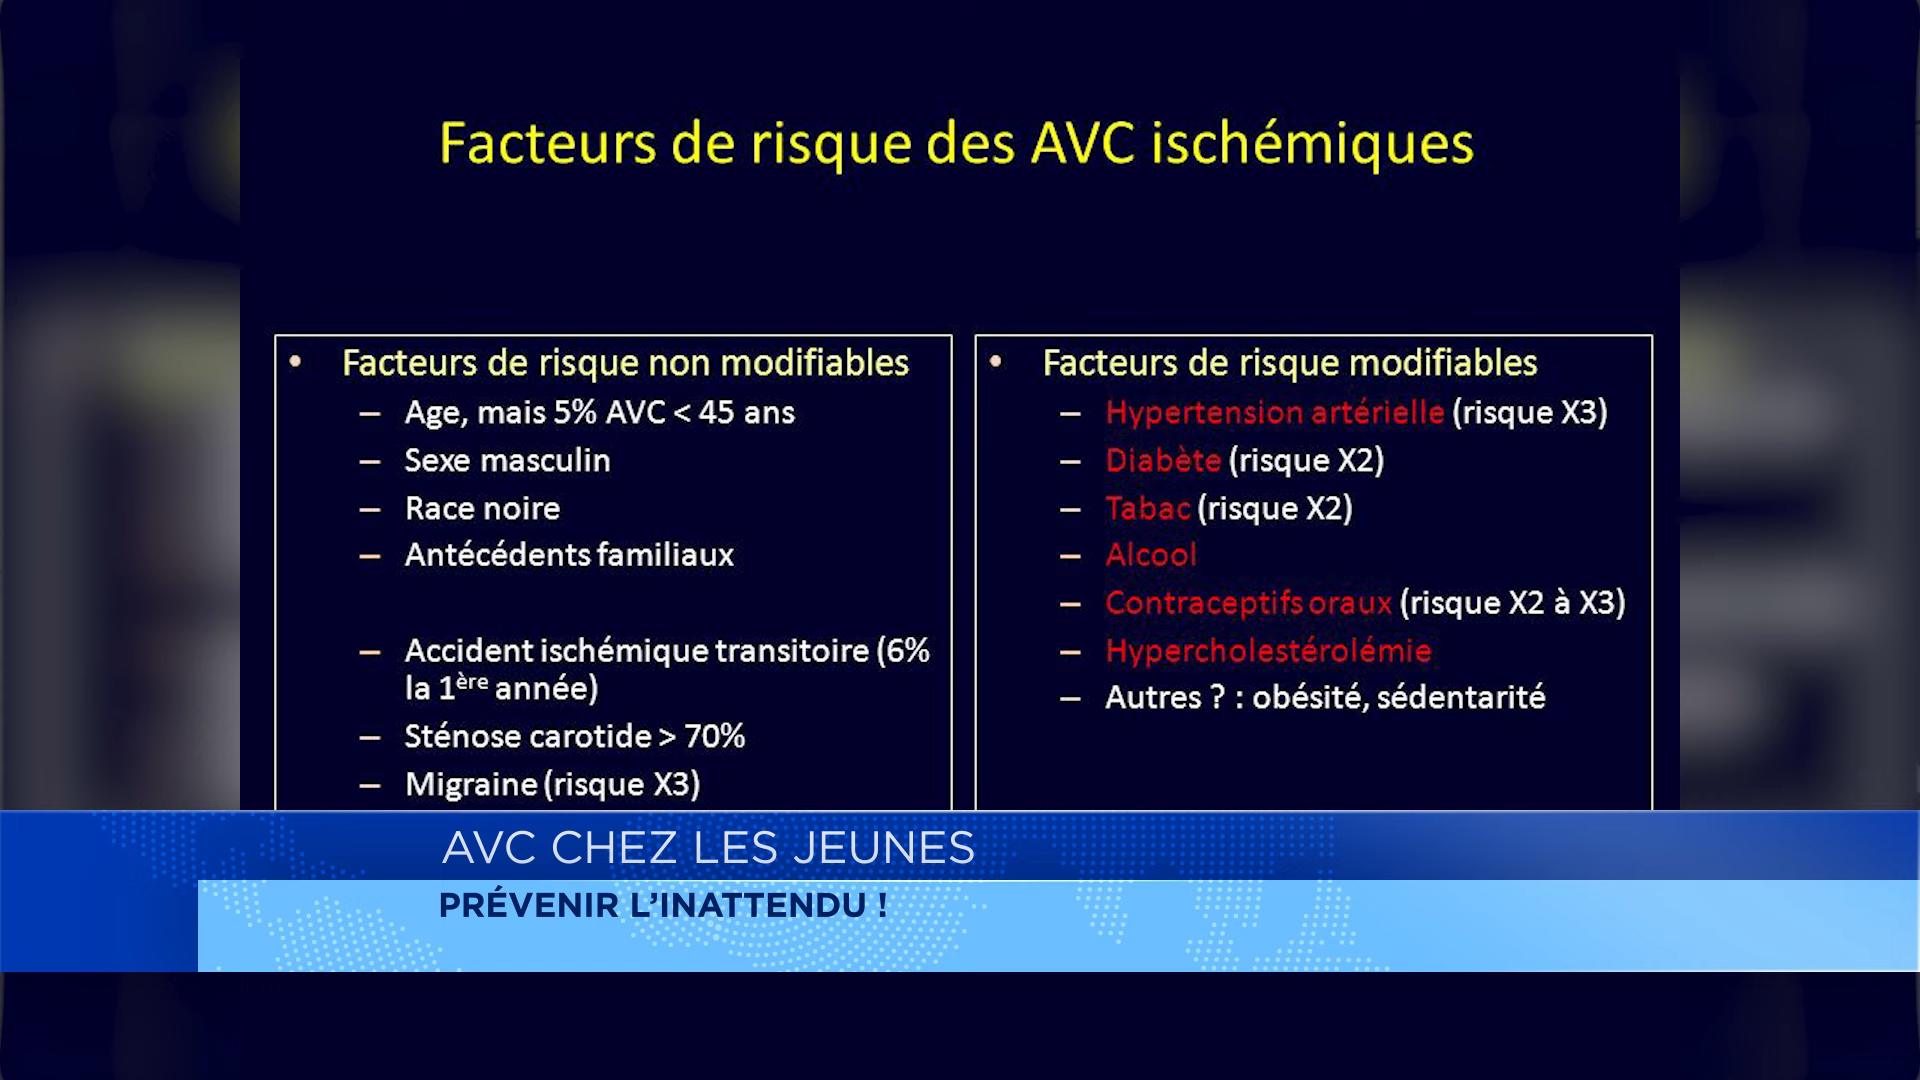 Facteurs de risque des AVC ischémiques
• Facteurs de risque non modifiables
– Age, mais 5% AVC < 45 ans
– Sexe masculin
– Race noire
– Antécédents familiaux
– Accident ischémique transitoire (6%
la 1ère année)
– Sténose carotide > 70%
– Migraine (risque X3)
• Facteurs de risque modifiables
– Hypertension artérielle (risque X3)
– Diabète (risque X2)
– Tabac (risque X2)
– Alcool
– Contraceptifs oraux (risque X2 à X3)
– Hypercholestérolémie
– Autres ? : obésité, sédentarité
AVC CHEZ LES JEUNES
PRÉVENIR L’INATTENDU !